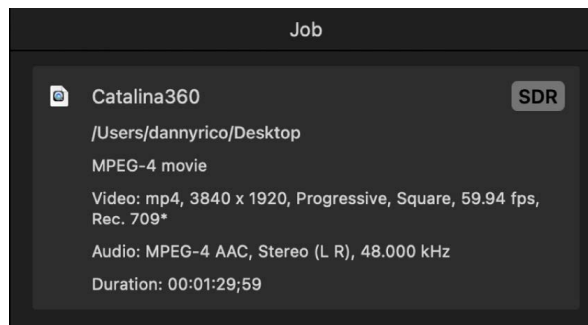 Job
Catalina360
SDR
/Users/dannyrico/Desktop
MPEG-4 movie
Video: mp4, 3840 x 1920, Progressive, Square, 59.94 fps,
Rec. 709*
Audio: MPEG-4 AAC, Stereo (L R), 48.000 kHz
Duration: 00:01:29;59